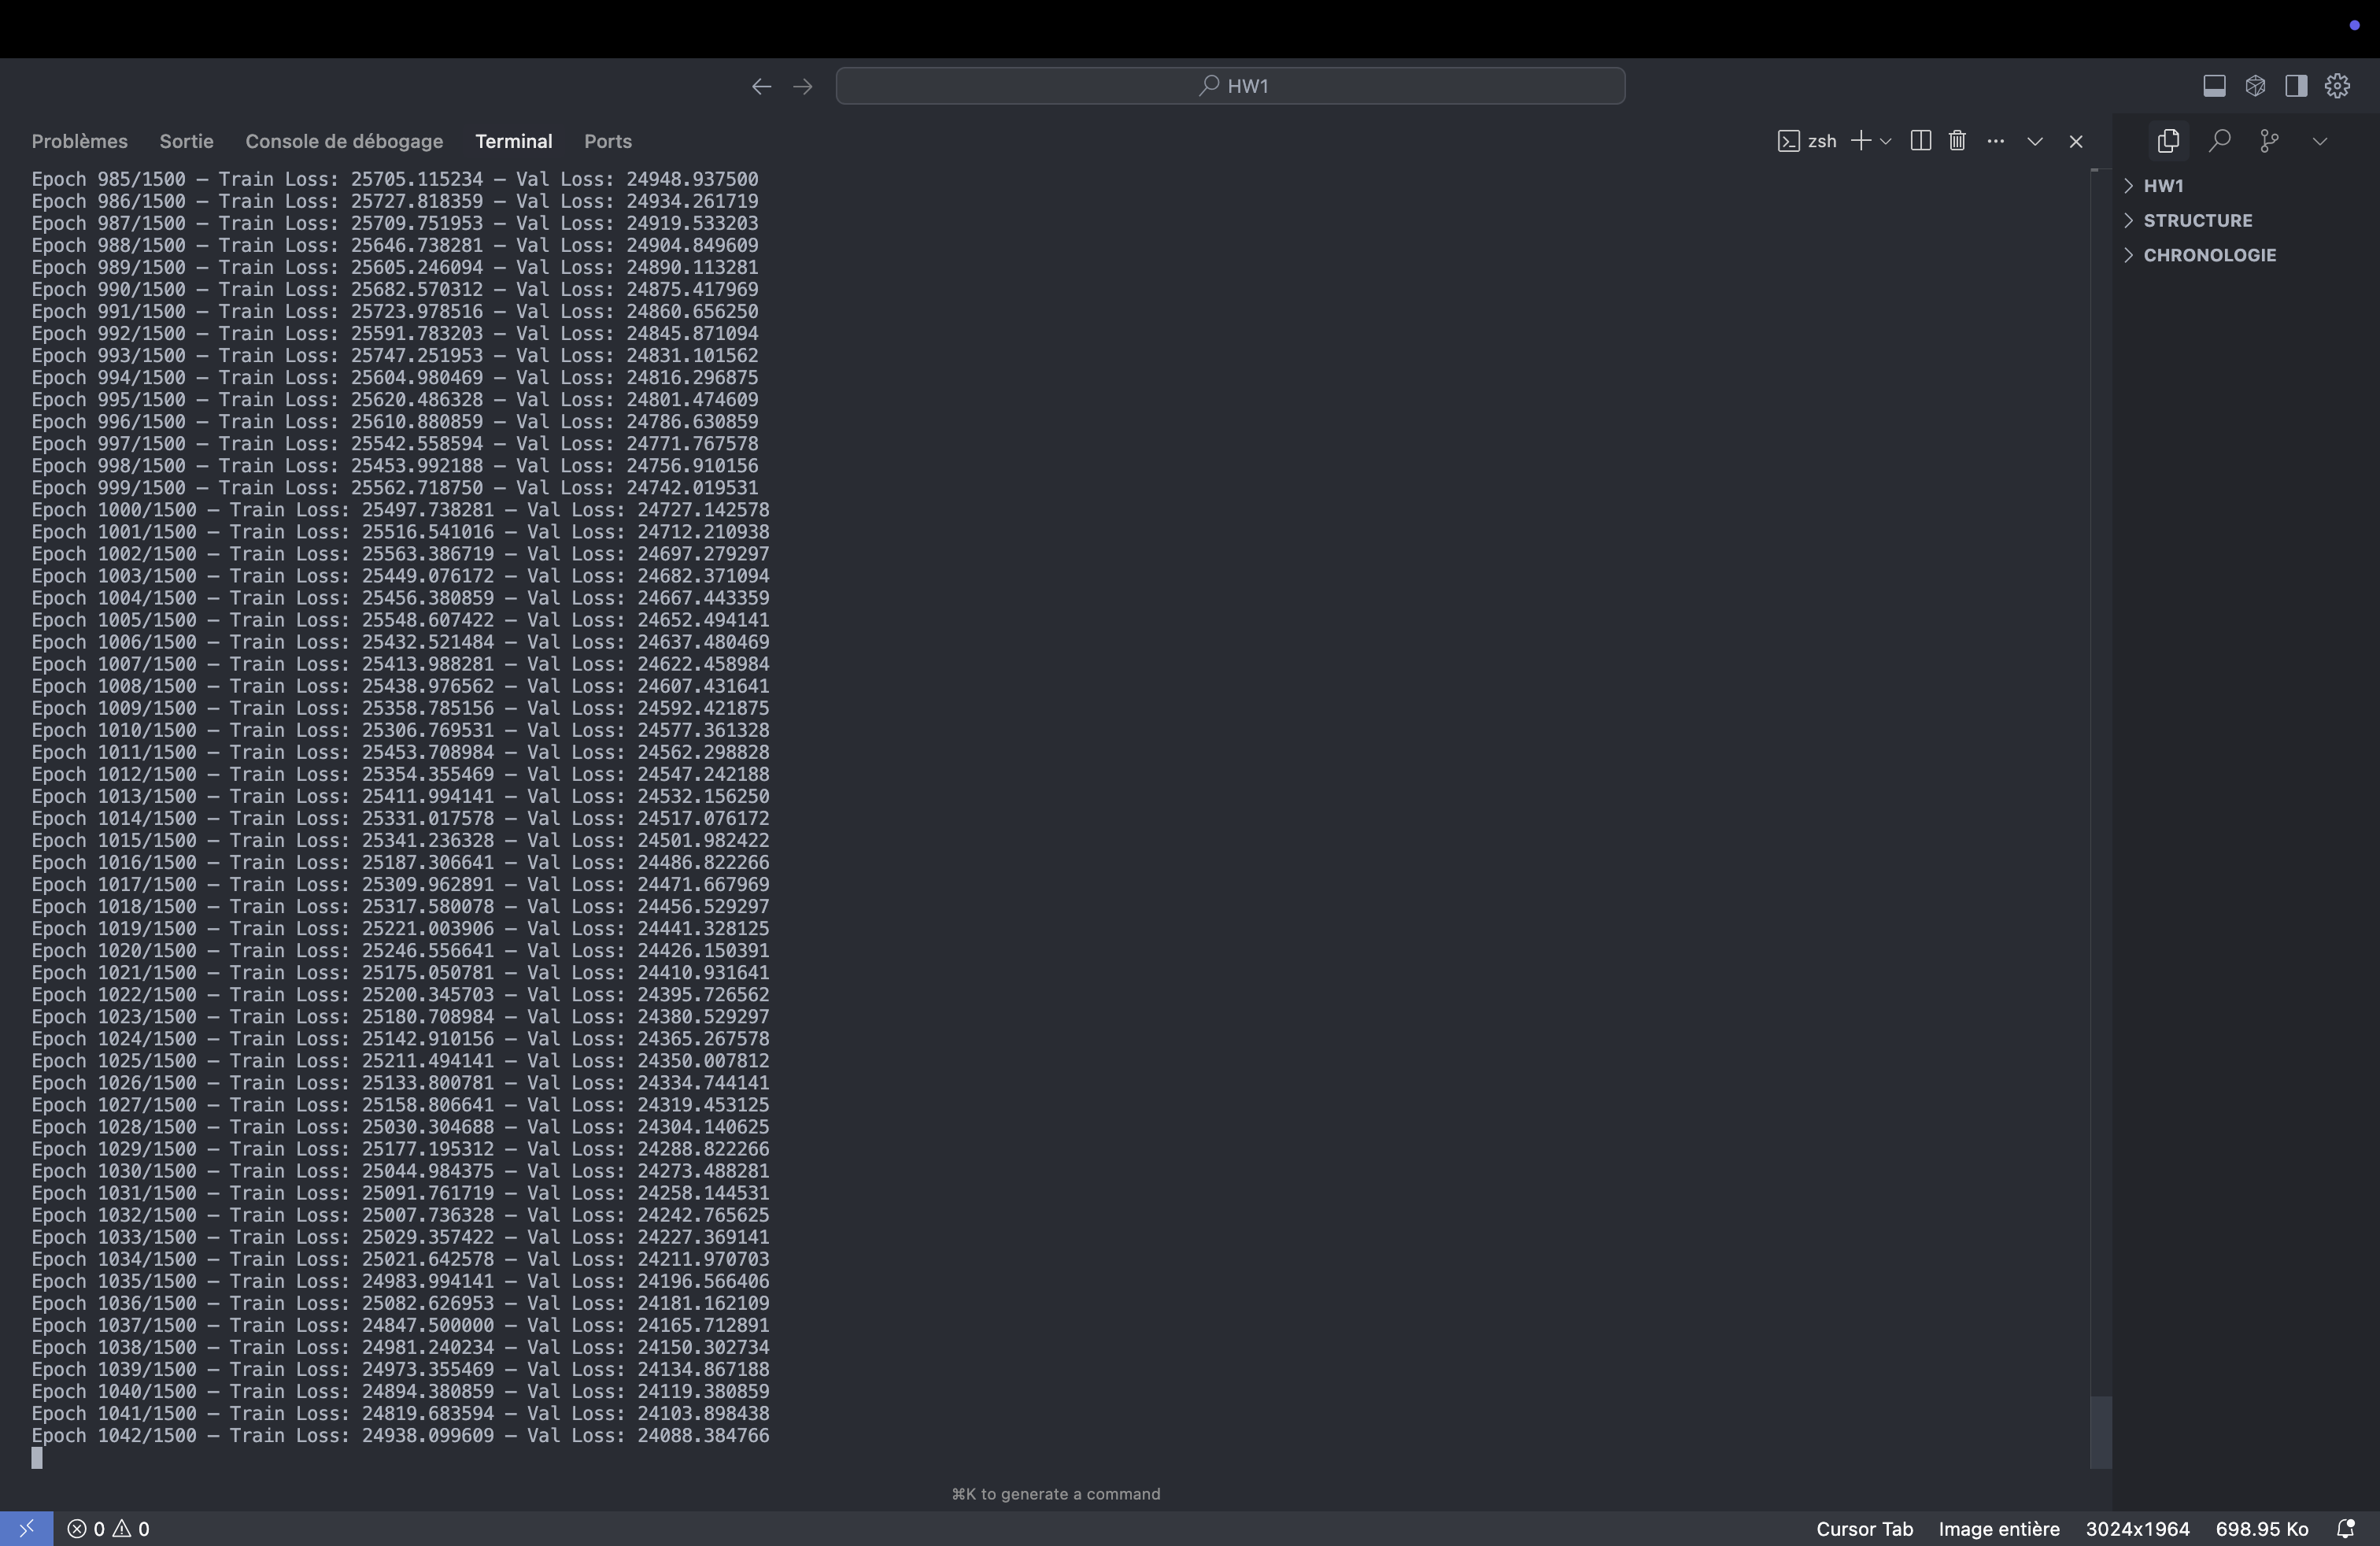 HW1
Problèmes Sortie Console de débogage Terminal Ports zsh
Epoch 985/1500 – Train Loss: 25705.115234 – Val Loss: 24948.937500
Epoch 986/1500 – Train Loss: 25727.818359 – Val Loss: 24934.261719
Epoch 987/1500 – Train Loss: 25709.751953 – Val Loss: 24919.533203
Epoch 988/1500 – Train Loss: 25646.738281 – Val Loss: 24904.849609
Epoch 989/1500 – Train Loss: 25605.246094 – Val Loss: 24890.113281
Epoch 990/1500 – Train Loss: 25682.570312 – Val Loss: 24875.417969
Epoch 991/1500 – Train Loss: 25723.978516 – Val Loss: 24860.656250
Epoch 992/1500 – Train Loss: 25591.783203 – Val Loss: 24845.871094
Epoch 993/1500 – Train Loss: 25747.251953 – Val Loss: 24831.101562
Epoch 994/1500 – Train Loss: 25604.980469 – Val Loss: 24816.296875
Epoch 995/1500 – Train Loss: 25620.486328 – Val Loss: 24801.474609
Epoch 996/1500 – Train Loss: 25610.880859 – Val Loss: 24786.630859
Epoch 997/1500 – Train Loss: 25542.558594 – Val Loss: 24771.767578
Epoch 998/1500 – Train Loss: 25453.992188 – Val Loss: 24756.910156
Epoch 999/1500 – Train Loss: 25562.718750 – Val Loss: 24742.019531
Epoch 1000/1500 – Train Loss: 25497.738281 – Val Loss: 24727.142578
Epoch 1001/1500 – Train Loss: 25516.541016 – Val Loss: 24712.210938
Epoch 1002/1500 – Train Loss: 25563.386719 – Val Loss: 24697.279297
Epoch 1003/1500 – Train Loss: 25449.076172 – Val Loss: 24682.371094
Epoch 1004/1500 – Train Loss: 25456.380859 – Val Loss: 24667.443359
Epoch 1005/1500 – Train Loss: 25548.607422 – Val Loss: 24652.494141
Epoch 1006/1500 – Train Loss: 25432.521484 – Val Loss: 24637.480469
Epoch 1007/1500 – Train Loss: 25413.988281 – Val Loss: 24622.458984
Epoch 1008/1500 – Train Loss: 25438.976562 – Val Loss: 24607.431641
Epoch 1009/1500 – Train Loss: 25358.785156 – Val Loss: 24592.421875
Epoch 1010/1500 – Train Loss: 25306.769531 – Val Loss: 24577.361328
Epoch 1011/1500 – Train Loss: 25453.708984 – Val Loss: 24562.298828
Epoch 1012/1500 – Train Loss: 25354.355469 – Val Loss: 24547.242188
Epoch 1013/1500 – Train Loss: 25411.994141 – Val Loss: 24532.156250
Epoch 1014/1500 – Train Loss: 25331.017578 – Val Loss: 24517.076172
Epoch 1015/1500 – Train Loss: 25341.236328 – Val Loss: 24501.982422
Epoch 1016/1500 – Train Loss: 25187.306641 – Val Loss: 24486.822266
Epoch 1017/1500 – Train Loss: 25309.962891 – Val Loss: 24471.667969
Epoch 1018/1500 – Train Loss: 25317.580078 – Val Loss: 24456.529297
Epoch 1019/1500 – Train Loss: 25221.003906 – Val Loss: 24441.328125
Epoch 1020/1500 – Train Loss: 25246.556641 – Val Loss: 24426.150391
Epoch 1021/1500 – Train Loss: 25175.050781 – Val Loss: 24410.931641
Epoch 1022/1500 – Train Loss: 25200.345703 – Val Loss: 24395.726562
Epoch 1023/1500 – Train Loss: 25180.708984 – Val Loss: 24380.529297
Epoch 1024/1500 – Train Loss: 25142.910156 – Val Loss: 24365.267578
Epoch 1025/1500 – Train Loss: 25211.494141 – Val Loss: 24350.007812
Epoch 1026/1500 – Train Loss: 25133.800781 – Val Loss: 24334.744141
Epoch 1027/1500 – Train Loss: 25158.806641 – Val Loss: 24319.453125
Epoch 1028/1500 – Train Loss: 25030.304688 – Val Loss: 24304.140625
Epoch 1029/1500 – Train Loss: 25177.195312 – Val Loss: 24288.822266
Epoch 1030/1500 – Train Loss: 25044.984375 – Val Loss: 24273.488281
Epoch 1031/1500 – Train Loss: 25091.761719 – Val Loss: 24258.144531
Epoch 1032/1500 – Train Loss: 25007.736328 – Val Loss: 24242.765625
Epoch 1033/1500 – Train Loss: 25029.357422 – Val Loss: 24227.369141
Epoch 1034/1500 – Train Loss: 25021.642578 – Val Loss: 24211.970703
Epoch 1035/1500 – Train Loss: 24983.994141 – Val Loss: 24196.566406
Epoch 1036/1500 – Train Loss: 25082.626953 – Val Loss: 24181.162109
Epoch 1037/1500 – Train Loss: 24847.500000 – Val Loss: 24165.712891
Epoch 1038/1500 – Train Loss: 24981.240234 – Val Loss: 24150.302734
Epoch 1039/1500 – Train Loss: 24973.355469 – Val Loss: 24134.867188
Epoch 1040/1500 – Train Loss: 24894.380859 – Val Loss: 24119.380859
Epoch 1041/1500 – Train Loss: 24819.683594 – Val Loss: 24103.898438
Epoch 1042/1500 – Train Loss: 24938.099609 – Val Loss: 24088.384766
⌘K to generate a command
HW1
STRUCTURE
CHRONOLOGIE
0 0 Cursor Tab Image entière 3024x1964 698.95 Ko